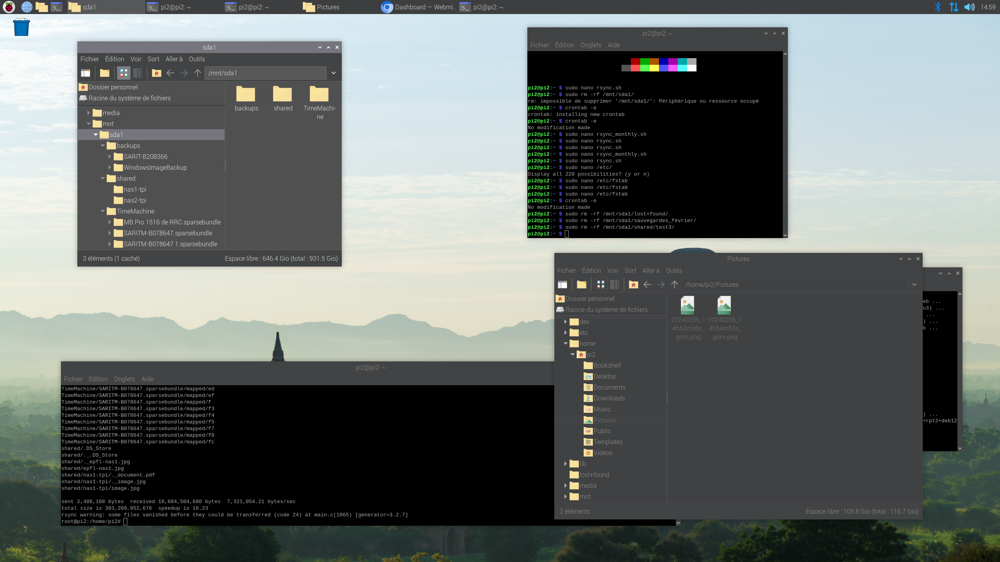 sda1
pi2@pi2: ~
pi2@pi2: ~
Pictures
Dashboard — Webmi..
pi2@pi2: ~
14:59
sda1
Fichier Édition Voir Sort Aller à Outils
/mnt/sda1
Dossier personnel
Racine du système de fichiers
media
mnt
sda1
backups
SARIT-B208366
WindowsImageBackup
shared
nas1-tpi
nas2-tpi
TimeMachine
MB Pro 1516 de RRC.sparsebundle
SARITM-B078647.sparsebundle
SARITM-B078647 1.sparsebundle
backups
shared
TimeMachi-
ne
3 éléments (1 caché)
Espace libre : 646.4 Gio (total : 931.5 Gio)
pi2@pi2: ~
Fichier Édition Onglets Aide
pi2@pi2:~ $ sudo nano rsync.sh
pi2@pi2:~ $ sudo rm -rf /mnt/sda1/
rm: impossible de supprimer '/mnt/sda1/': Périphérique ou ressource occupé
pi2@pi2:~ $ crontab -e
crontab: installing new crontab
pi2@pi2:~ $ crontab -e
No modification made
pi2@pi2:~ $ sudo nano rsync_monthly.sh
pi2@pi2:~ $ sudo nano rsync.sh
pi2@pi2:~ $ sudo nano rsync.sh
pi2@pi2:~ $ sudo nano rsync_monthly.sh
pi2@pi2:~ $ sudo nano rsync.sh
pi2@pi2:~ $ sudo nano /etc/
Display all 220 possibilities? (y or n)
pi2@pi2:~ $ sudo nano /etc/fstab
pi2@pi2:~ $ sudo nano /etc/fstab
pi2@pi2:~ $ sudo nano /etc/fstab
pi2@pi2:~ $ crontab -e
No modification made
pi2@pi2:~ $ sudo rm -rf /mnt/sda1/lost+found/
pi2@pi2:~ $ sudo rm -rf /mnt/sda1/sauvegardes_février/
pi2@pi2:~ $ sudo rm -rf /mnt/sda1/shared/test3/
pi2@pi2:~ $
Pictures
Fichier Édition Voir Sort Aller à Outils
/home/pi2/Pictures
Dossier personnel
Racine du système de fichiers
dev
etc
home
pi2
Bookshelf
Desktop
Documents
Downloads
Music
Pictures
Public
Templates
Videos
lib
lost+found
media
mnt
20240206_1
4h53m36s_
grim.png
20240206_1
4h54m52s_
grim.png
2 éléments
Espace libre : 105.8 Gio (total : 116.7 Gio)
eb ...
u3) ...
...
) ...
b ...
) ...
+rpt2+deb12
pi2@pi2: ~
Fichier Édition Onglets Aide
TimeMachine/SARITM-B078647.sparsebundle/mapped/ed
TimeMachine/SARITM-B078647.sparsebundle/mapped/ef
TimeMachine/SARITM-B078647.sparsebundle/mapped/f
TimeMachine/SARITM-B078647.sparsebundle/mapped/f3
TimeMachine/SARITM-B078647.sparsebundle/mapped/f4
TimeMachine/SARITM-B078647.sparsebundle/mapped/f5
TimeMachine/SARITM-B078647.sparsebundle/mapped/f7
TimeMachine/SARITM-B078647.sparsebundle/mapped/f8
TimeMachine/SARITM-B078647.sparsebundle/mapped/fc
shared/.DS_Store
shared/._.DS_Store
shared/._epfl-nas1.jpg
shared/epfl-nas1.jpg
shared/nas1-tpi/._document.pdf
shared/nas1-tpi/._image.jpg
shared/nas1-tpi/image.jpg
sent 2,486,188 bytes  received 18,684,504,680 bytes  7,321,054.21 bytes/sec
total size is 303,209,852,676  speedup is 16.23
rsync warning: some files vanished before they could be transferred (code 24) at main.c(1865) [generator=3.2.7]
root@pi2:/home/pi2#